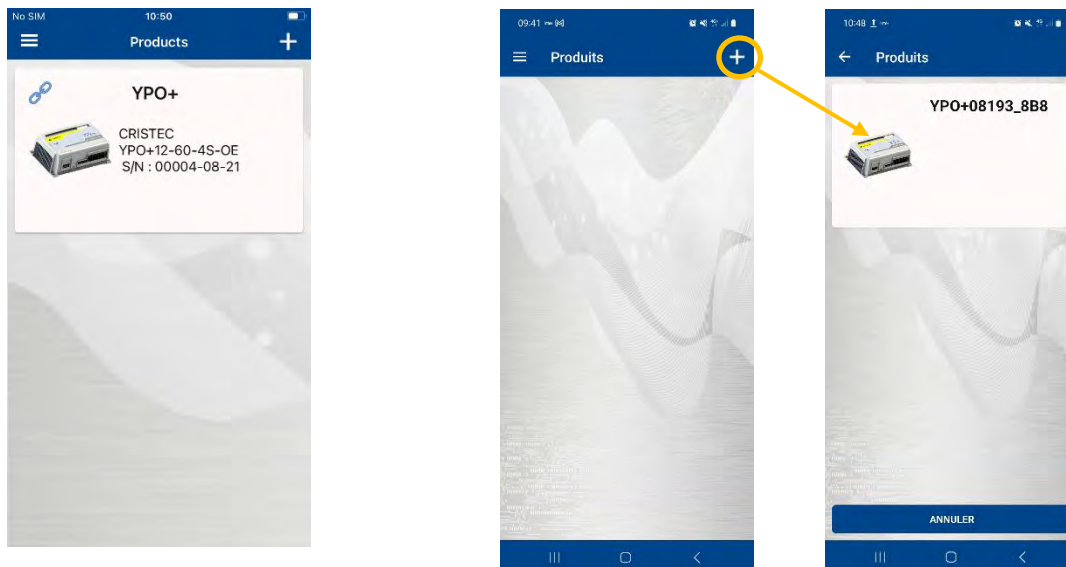 No SIM 10:50
Products +
YPO+
CRISTEC
YPO+12-60-4S-OE
S/N : 00004-08-21
09:41
Produits +
10:48
Produits
YPO+08193_8B8
ANNULER